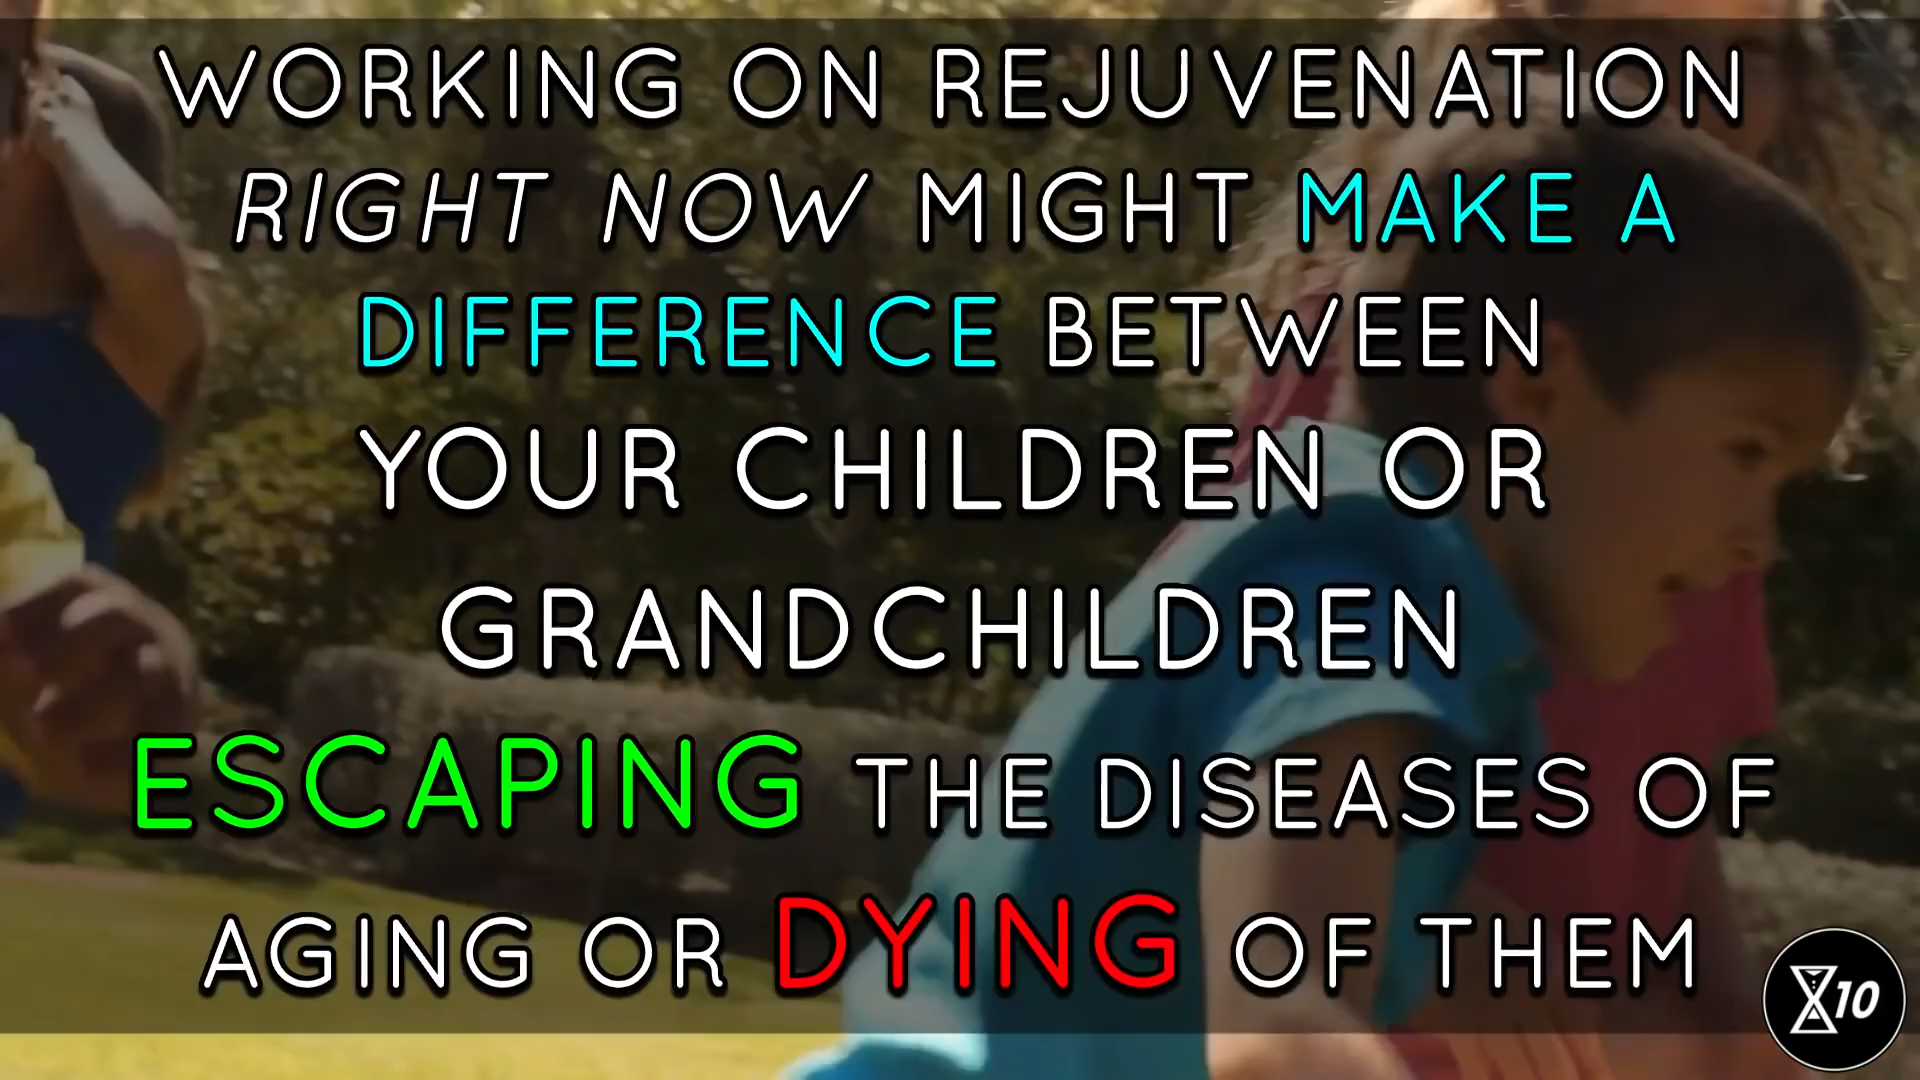 WORKING ON REJUVENATION
RIGHT NOW MIGHT MAKE A
DIFFERENCE BETWEEN
YOUR CHILDREN OR
GRANDCHILDREN
ESCAPING THE DISEASES OF
AGING OR DYING OF THEM
10